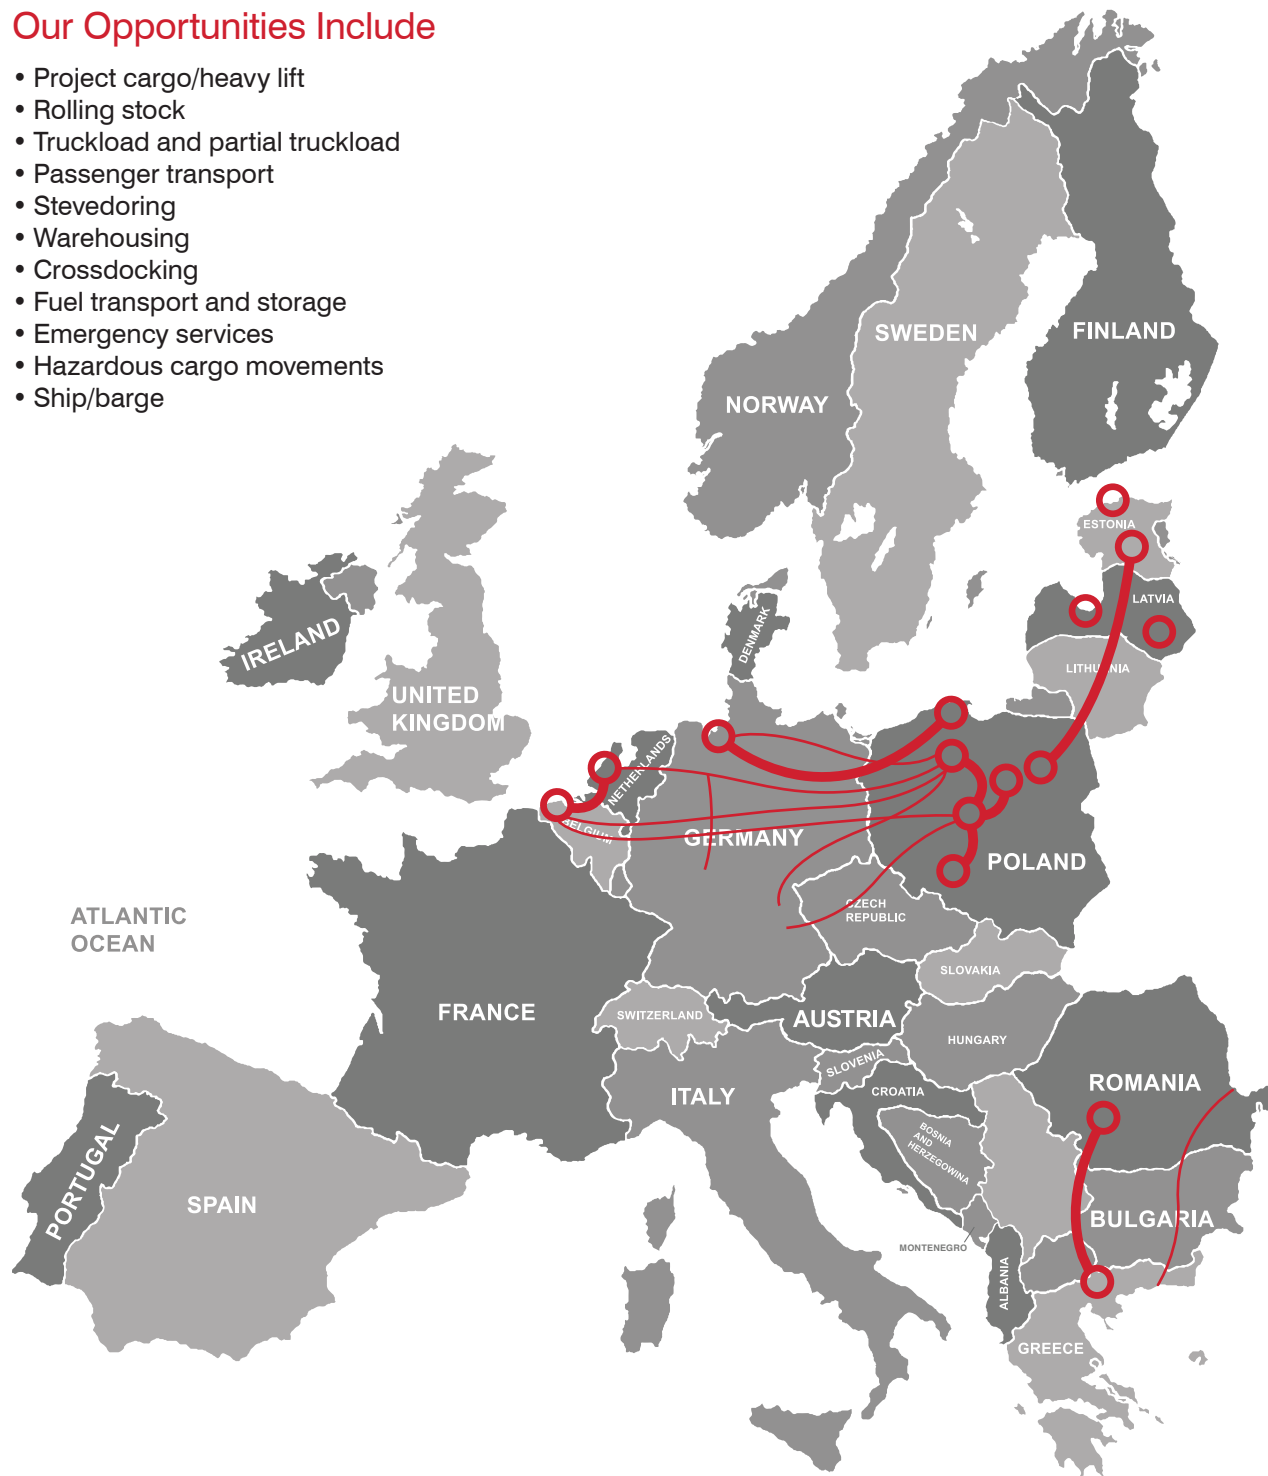 Our Opportunities Include
• Project cargo/heavy lift
• Rolling stock
• Truckload and partial truckload
• Passenger transport
• Stevedoring
• Warehousing
• Crossdocking
• Fuel transport and storage
• Emergency services
• Hazardous cargo movements
• Ship/barge
SWEDEN
FINLAND
NORWAY
ESTONIA
LATVIA
DENMARK
IRELAND
LITHUANIA
UNITED
KINGDOM
NETHERLANDS
BELGIUM
GERMANY
POLAND
CZECH
REPUBLIC
ATLANTIC
OCEAN
SLOVAKIA
FRANCE
SWITZERLAND
AUSTRIA
HUNGARY
SLOVENIA
ROMANIA
ITALY
CROATIA
BOSNIA
AND
HERZEGOWINA
PORTUGAL
SPAIN
BULGARIA
MONTENEGRO
ALBANIA
GREECE